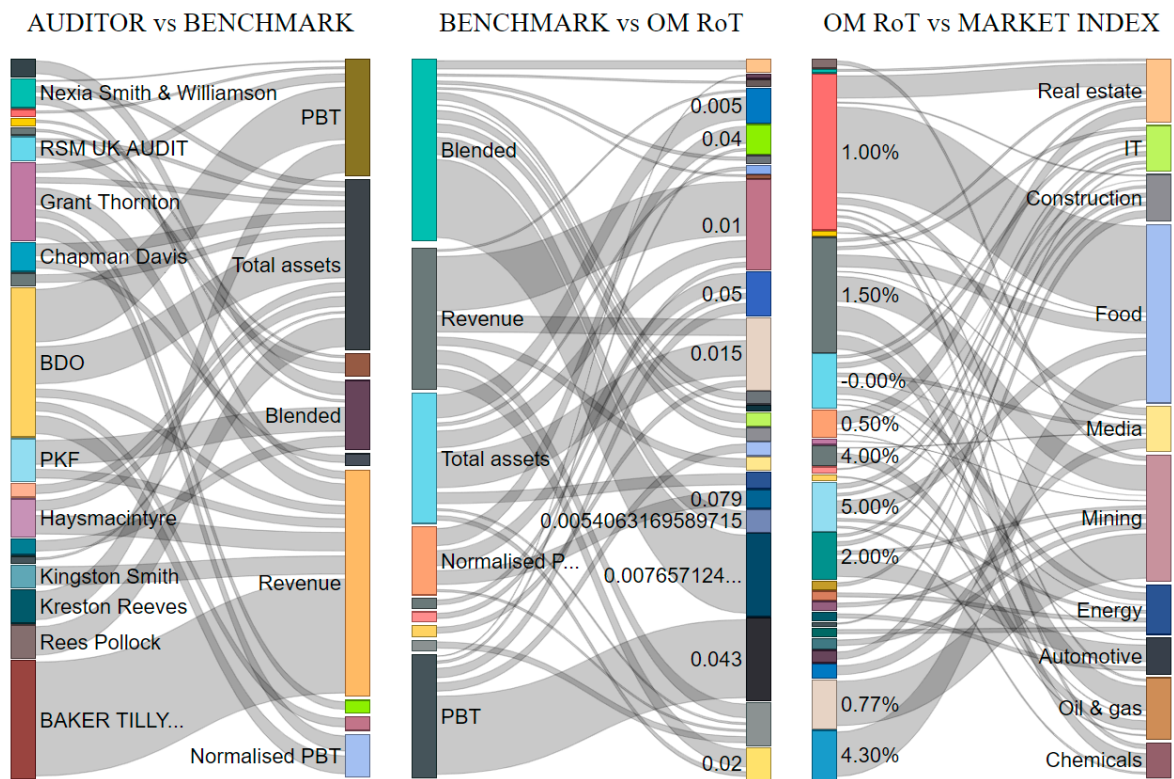 AUDITOR vs BENCHMARK
Nexia Smith & Williamson
RSM UK AUDIT
Grant Thornton
Chapman Davis
BDO
PKF
Haysmacintyre
Kingston Smith
Kreston Reeves
Rees Pollock
BAKER TILLY...
PBT
Total assets
Blended
Revenue
Normalised PBT
BENCHMARK vs OM RoT
Blended
Revenue
Total assets
Normalised P...
PBT
0.005
0.04
0.01
0.05
0.015
0.079
0.0054063169589715
0.007657124...
0.043
0.02
OM RoT vs MARKET INDEX
1.00%
1.50%
-0.00%
0.50%
4.00%
5.00%
2.00%
0.77%
4.30%
Real estate
IT
Construction
Food
Media
Mining
Energy
Automotive
Oil & gas
Chemicals